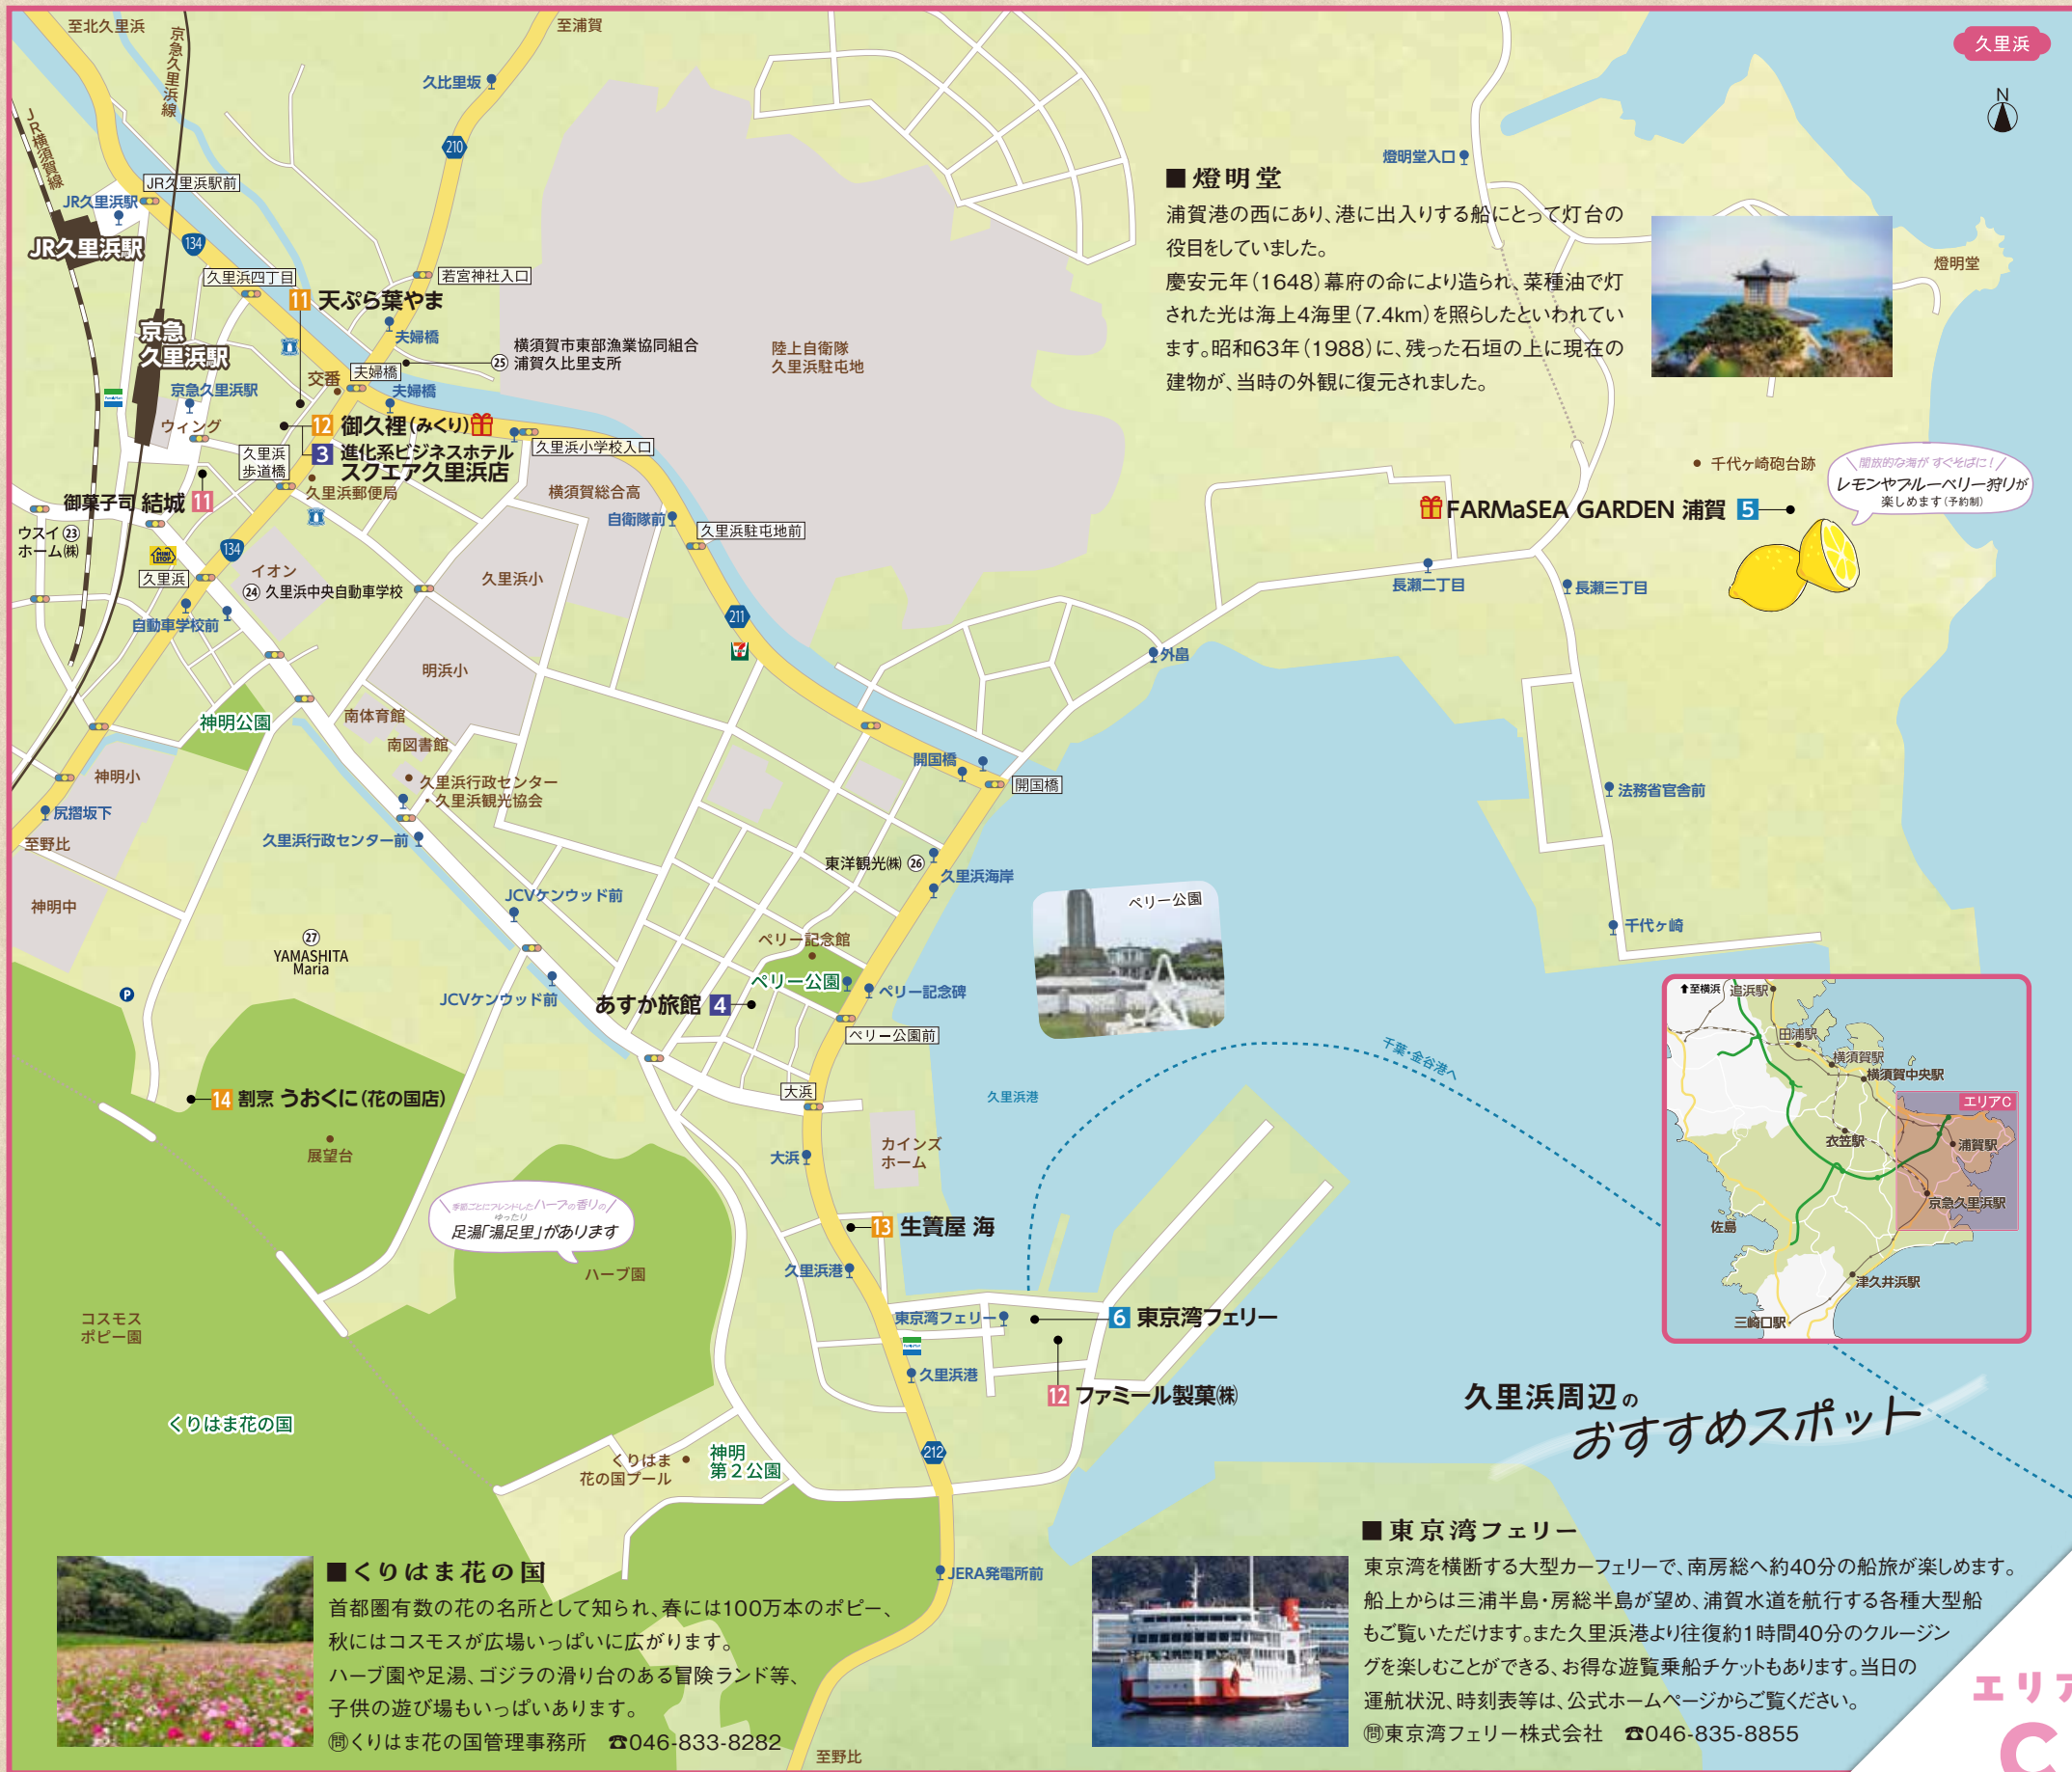 久里浜
N
至北久里浜
京急久里浜線
至浦賀
JR横須賀線
久比里坂
210
JR久里浜駅前
JR久里浜駅
JR久里浜駅
134
久里浜四丁目
若宮神社入口
11 天ぷら葉やま
京急
久里浜駅
夫婦橋
㉕ 横須賀市東部漁業協同組合
浦賀久比里支所
陸上自衛隊
久里浜駐屯地
交番
夫婦橋
夫婦橋
京急久里浜駅
ウィング
12 御久裡(みくり)
3 進化系ビジネスホテル
スクエア久里浜店
久里浜
歩道橋
久里浜小学校入口
久里浜郵便局
御菓子司 結城 11
横須賀総合高
自衛隊前
久里浜駐屯地前
ウスイ ㉓
ホーム㈱
MINI
STOP
134
久里浜
イオン
㉔ 久里浜中央自動車学校
久里浜小
自動車学校前
211
明浜小
神明公園
南体育館
南図書館
久里浜行政センター
・久里浜観光協会
神明小
尻摺坂下
至野比
久里浜行政センター前
神明中
開国橋
開国橋
東洋観光㈱ ㉖
久里浜海岸
JCVケンウッド前
㉗
YAMASHITA
Maria
P
JCVケンウッド前
ペリー記念館
ペリー公園
ペリー記念碑
あすか旅館 4
ペリー公園前
ペリー公園
■燈明堂
浦賀港の西にあり、港に出入りする船にとって灯台の
役目をしていました。
慶安元年(1648)幕府の命により造られ、菜種油で灯
された光は海上4海里(7.4km)を照らしたといわれてい
ます。昭和63年(1988)に、残った石垣の上に現在の
建物が、当時の外観に復元されました。
燈明堂入口
燈明堂
千代ヶ崎砲台跡
開放的な海が すぐそばに!
レモンやブルーベリー狩りが
楽しめます(予約制)
FARMaSEA GARDEN 浦賀 5
長瀬二丁目
長瀬三丁目
外畠
法務省官舎前
千代ヶ崎
千葉・金谷港へ
久里浜港
大浜
14 割烹 うおくに(花の国店)
展望台
大浜
カインズ
ホーム
季節ごとにブレンドしたハーブの香りの
ゆったり
足湯「湯足里」があります
ハーブ園
13 生簀屋 海
久里浜港
コスモス
ポピー園
東京湾フェリー
6 東京湾フェリー
久里浜港
12 ファミール製菓㈱
くりはま花の国
くりはま
花の国プール
神明
第2公園
212
JERA発電所前
至野比
至横浜
追浜駅
田浦駅
横須賀駅
横須賀中央駅
エリアC
衣笠駅
浦賀駅
京急久里浜駅
佐島
津久井浜駅
三崎口駅
久里浜周辺の
おすすめスポット
■くりはま花の国
首都圏有数の花の名所として知られ、春には100万本のポピー、
秋にはコスモスが広場いっぱいに広がります。
ハーブ園や足湯、ゴジラの滑り台のある冒険ランド等、
子供の遊び場もいっぱいあります。
㉄くりはま花の国管理事務所 ☎046-833-8282
■東京湾フェリー
東京湾を横断する大型カーフェリーで、南房総へ約40分の船旅が楽しめます。
船上からは三浦半島・房総半島が望め、浦賀水道を航行する各種大型船
もご覧いただけます。また久里浜港より往復約1時間40分のクルージン
グを楽しむことができる、お得な遊覧乗船チケットもあります。当日の
運航状況、時刻表等は、公式ホームページからご覧ください。
㉄東京湾フェリー株式会社 ☎046-835-8855
エリア
C